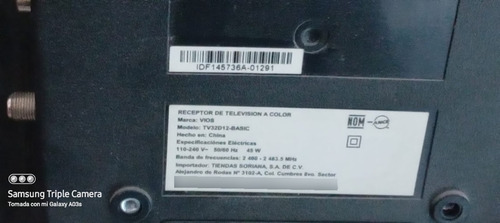 IDF145736A-01291
RECEPTOR DE TELEVISION A COLOR
Marca: VIOS
Modelo: TV32D12-BASIC
Hecho en: China
Especificaciones Eléctricas
110-240 V~ 50/60 Hz 45 W
Banda de frecuencias: 2 400 - 2 483.5 MHz
Importador: TIENDAS SORIANA, S.A. DE C.V.
Alejandro de Rodas Nº 3102-A, Col. Cumbres 8vo. Sector
NOM
Samsung Triple Camera
Tomada con mi Galaxy A03s